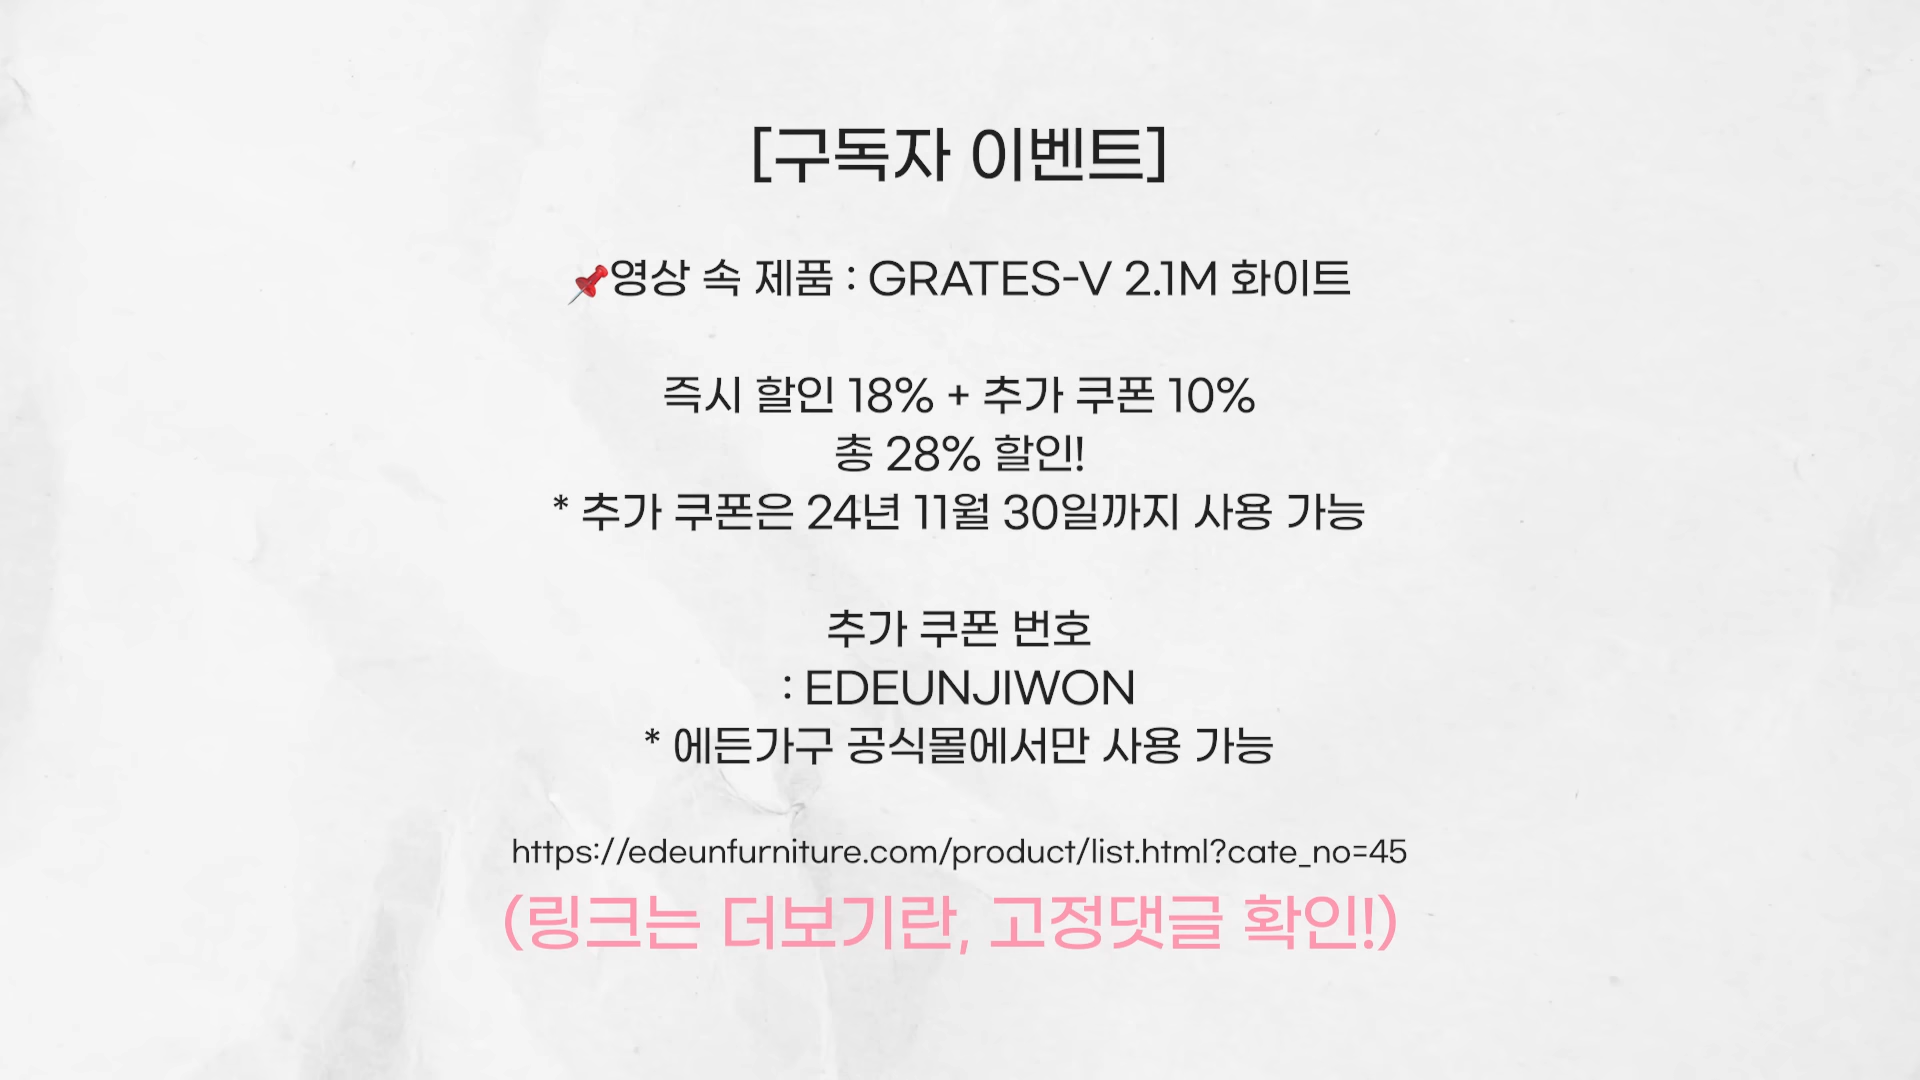 [구독자 이벤트]
📌영상 속 제품 : GRATES-V 2.1M 화이트
즉시 할인 18% + 추가 쿠폰 10%
총 28% 할인!
* 추가 쿠폰은 24년 11월 30일까지 사용 가능
추가 쿠폰 번호
: EDEUNJIWON
* 에든가구 공식몰에서만 사용 가능
https://edeunfurniture.com/product/list.html?cate_no=45
(링크는 더보기란, 고정댓글 확인!)